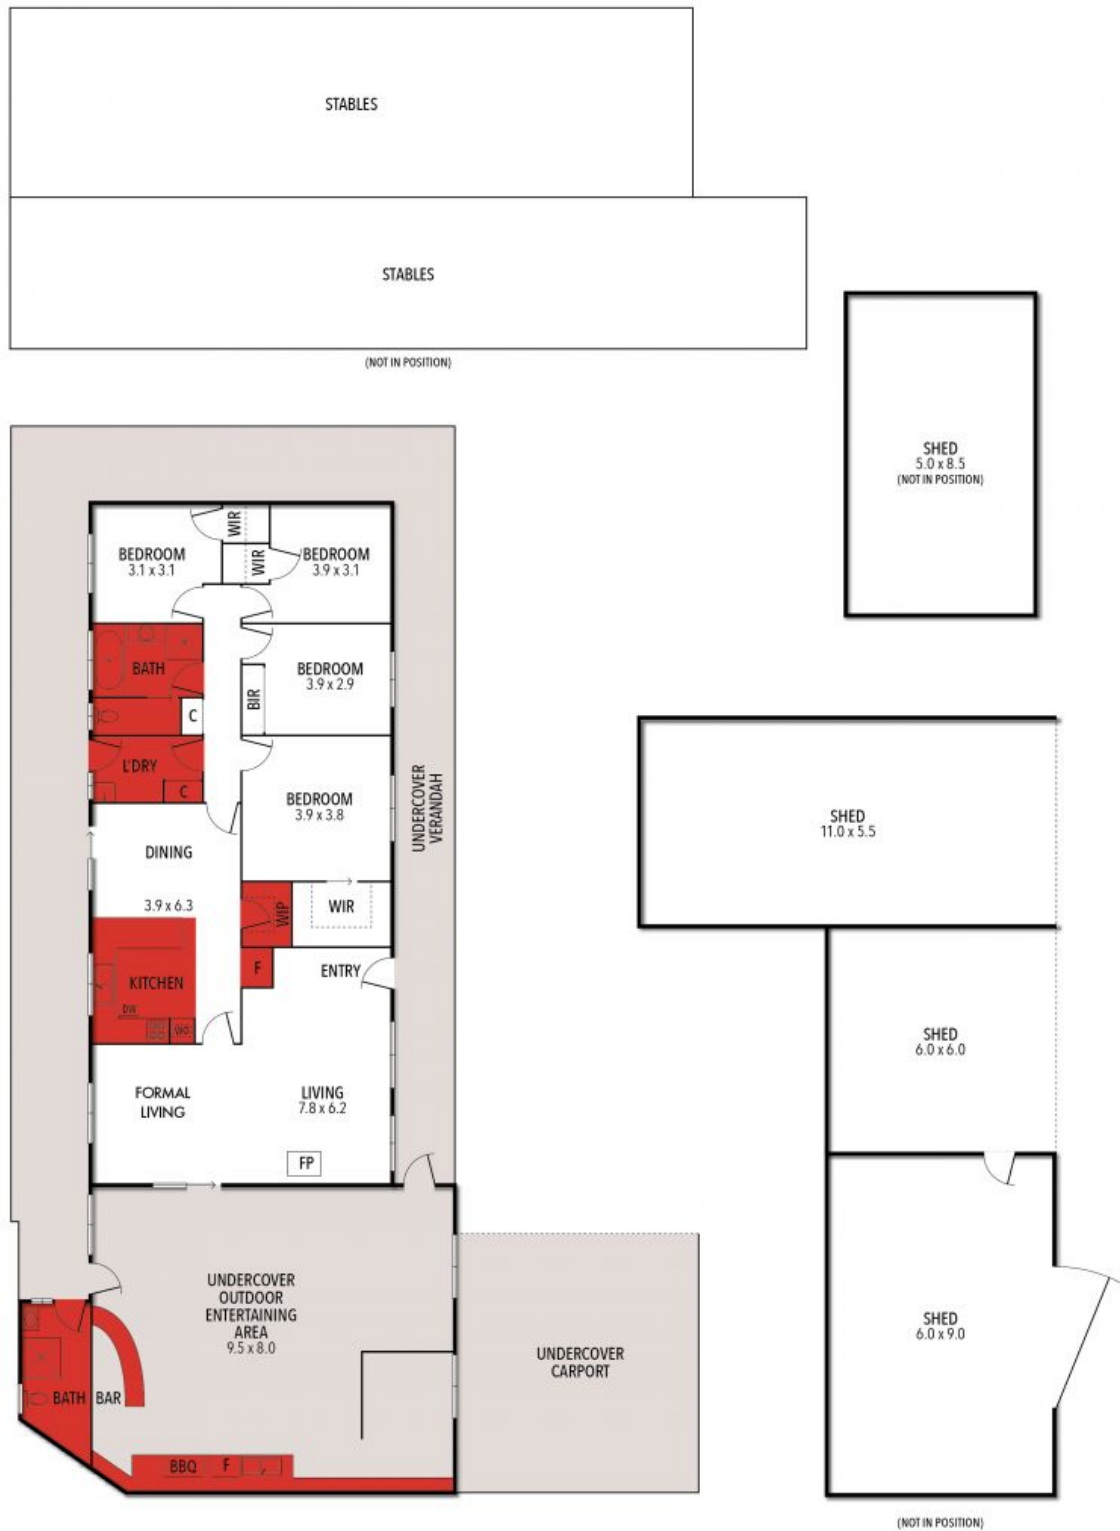 STABLES
STABLES
(NOT IN POSITION)
SHED
5.0 x 8.5
(NOT IN POSITION)
WIR
BEDROOM
3.1 x 3.1
WIR
BEDROOM
3.9 x 3.1
BATH
BEDROOM
3.9 x 2.9
BIR
C
L'DRY
C
BEDROOM
3.9 x 3.8
UNDERCOVER
VERANDAH
DINING
3.9 x 6.3
WIP
WIR
F
ENTRY
KITCHEN
DW
WO
FORMAL
LIVING
LIVING
7.8 x 6.2
FP
SHED
11.0 x 5.5
SHED
6.0 x 6.0
SHED
6.0 x 9.0
(NOT IN POSITION)
UNDERCOVER
OUTDOOR
ENTERTAINING
AREA
9.5 x 8.0
UNDERCOVER
CARPORT
BATH
BAR
BBQ
F